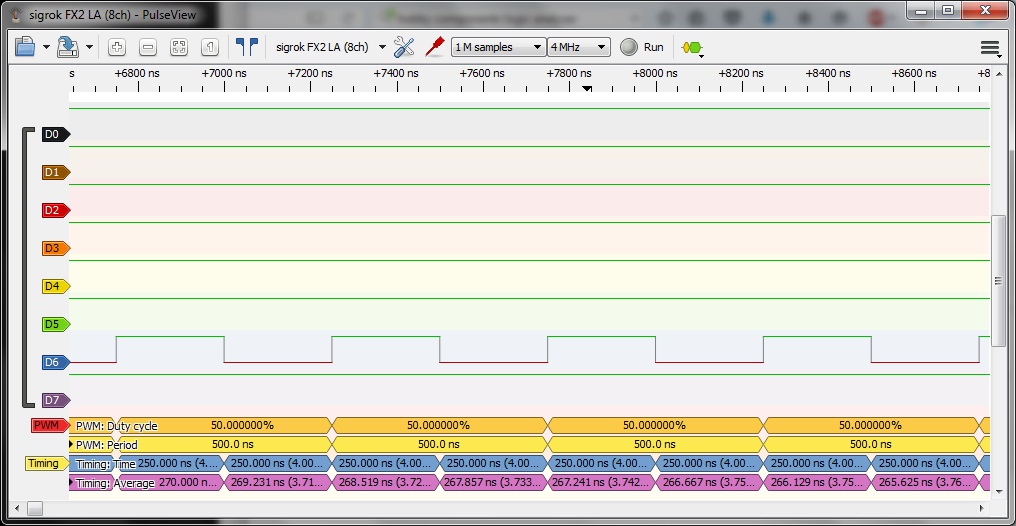 sigrok FX2 LA (8ch) - PulseView
sigrok FX2 LA (8ch) 1 M samples 4 MHz Run
s +6800 ns +7000 ns +7200 ns +7400 ns +7600 ns +7800 ns +8000 ns +8200 ns +8400 ns +8600 ns +8
D0
D1
D2
D3
D4
D5
D6
D7
PWM PWM: Duty cycle 50.000000% 50.000000% 50.000000% 50.000000%
PWM: Period 500.0 ns 500.0 ns 500.0 ns 500.0 ns
Timing Timing: Time 250.000 ns (4.... 250.000 ns (4.00... 250.000 ns (4.00... 250.000 ns (4.00... 250.000 ns (4.00... 250.000 ns (4.00... 250.000 ns (4.00... 250.000 ns (4.00...
Timing: Average 270.000 n... 269.231 ns (3.71... 268.519 ns (3.72... 267.857 ns (3.733... 267.241 ns (3.742... 266.667 ns (3.75... 266.129 ns (3.75... 265.625 ns (3.76...